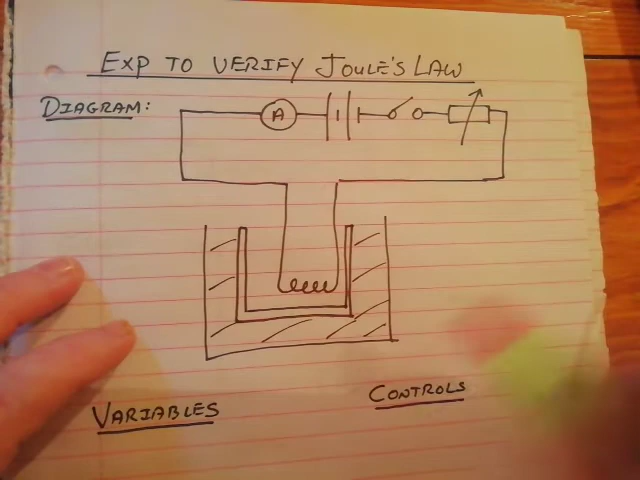 EXP TO VERIFY JOULE'S LAW
DIAGRAM:
A
CONTROLS
VARIABLES